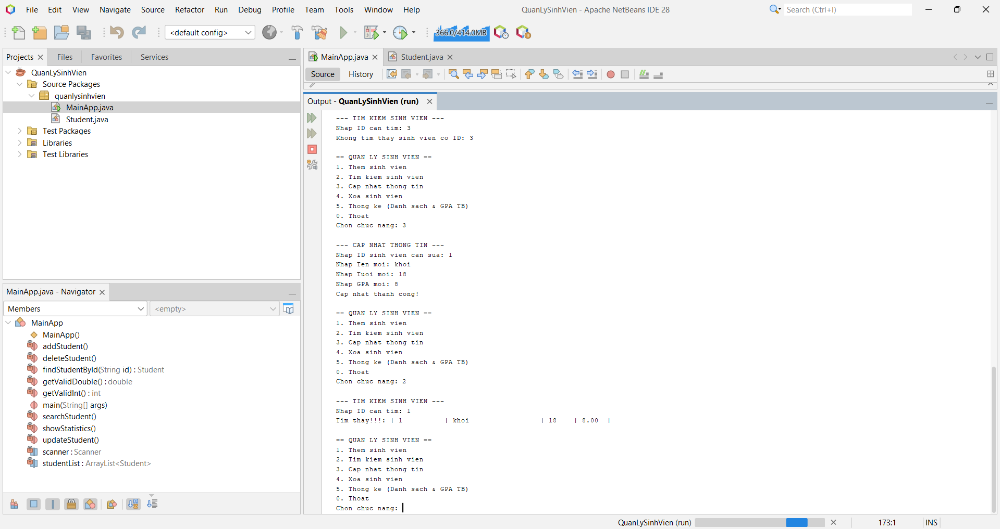 File Edit View Navigate Source Refactor Run Debug Profile Team Tools Window Help
QuanLySinhVien - Apache NetBeans IDE 28
Search (Ctrl+I)
<default config>
366.0/414.0MB
Projects
Files
Favorites
Services
QuanLySinhVien
Source Packages
quanlysinhvien
MainApp.java
Student.java
Test Packages
Libraries
Test Libraries
MainApp.java - Navigator
Members
<empty>
MainApp
MainApp()
addStudent()
deleteStudent()
findStudentById(String id) : Student
getValidDouble() : double
getValidInt() : int
main(String[] args)
searchStudent()
showStatistics()
updateStudent()
scanner : Scanner
studentList : ArrayList<Student>
MainApp.java
Student.java
Source
History
Output - QuanLySinhVien (run)
--- TIM KIEM SINH VIEN ---
Nhap ID can tim: 3
Khong tim thay sinh vien co ID: 3
== QUAN LY SINH VIEN ==
1. Them sinh vien
2. Tim kiem sinh vien
3. Cap nhat thong tin
4. Xoa sinh vien
5. Thong ke (Danh sach & GPA TB)
0. Thoat
Chon chuc nang: 3
--- CAP NHAT THONG TIN ---
Nhap ID sinh vien can sua: 1
Nhap Ten moi: khoi
Nhap Tuoi moi: 18
Nhap GPA moi: 8
Cap nhat thanh cong!
== QUAN LY SINH VIEN ==
1. Them sinh vien
2. Tim kiem sinh vien
3. Cap nhat thong tin
4. Xoa sinh vien
5. Thong ke (Danh sach & GPA TB)
0. Thoat
Chon chuc nang: 2
--- TIM KIEM SINH VIEN ---
Nhap ID can tim: 1
Tim thay!!!: | 1 | khoi | 18 | 8.00 |
== QUAN LY SINH VIEN ==
1. Them sinh vien
2. Tim kiem sinh vien
3. Cap nhat thong tin
4. Xoa sinh vien
5. Thong ke (Danh sach & GPA TB)
0. Thoat
Chon chuc nang:
QuanLySinhVien (run)
173:1
INS